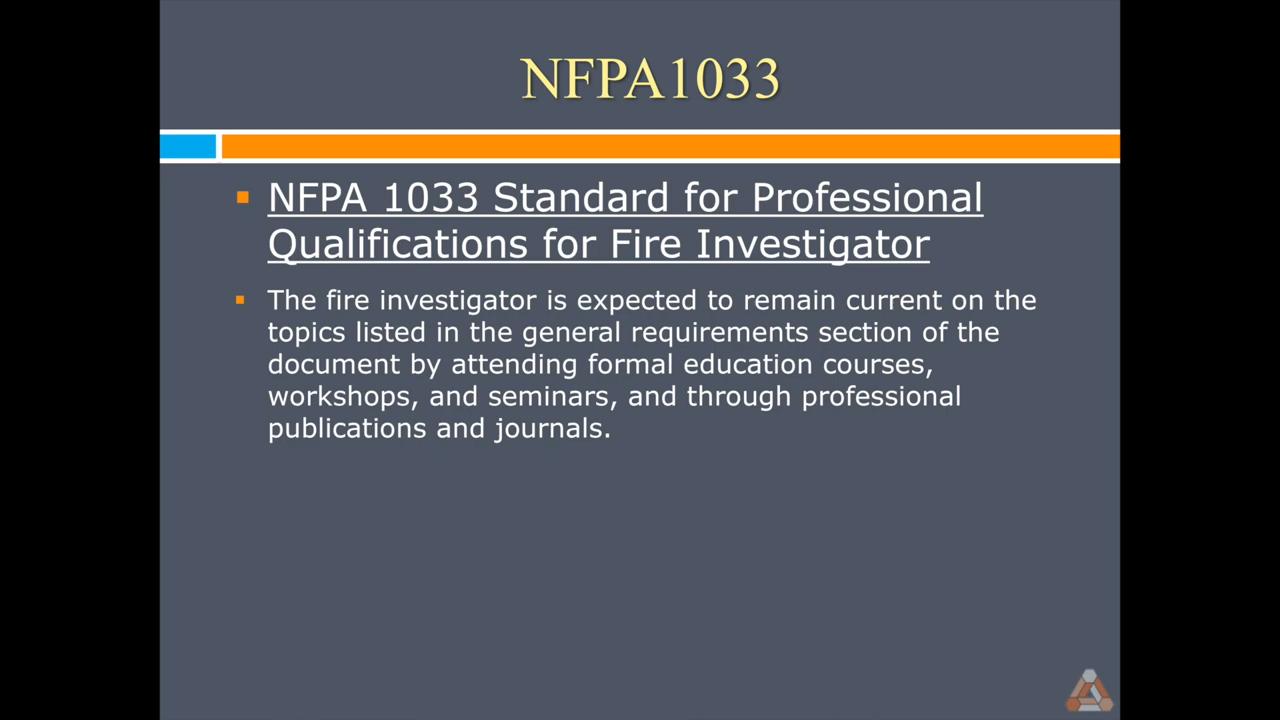 NFPA1033
NFPA 1033 Standard for Professional
Qualifications for Fire Investigator
The fire investigator is expected to remain current on the
topics listed in the general requirements section of the
document by attending formal education courses,
workshops, and seminars, and through professional
publications and journals.